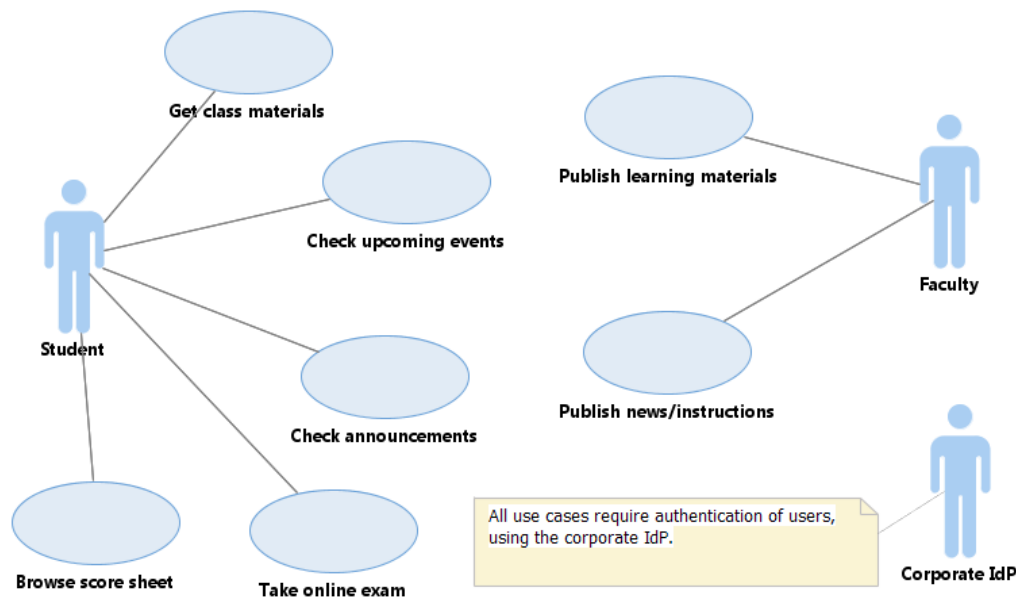 Get class materials
Publish learning materials
Check upcoming events
Faculty
Student
Publish news/instructions
Check announcements
All use cases require authentication of users,
using the corporate IdP.
Corporate IdP
Browse score sheet
Take online exam